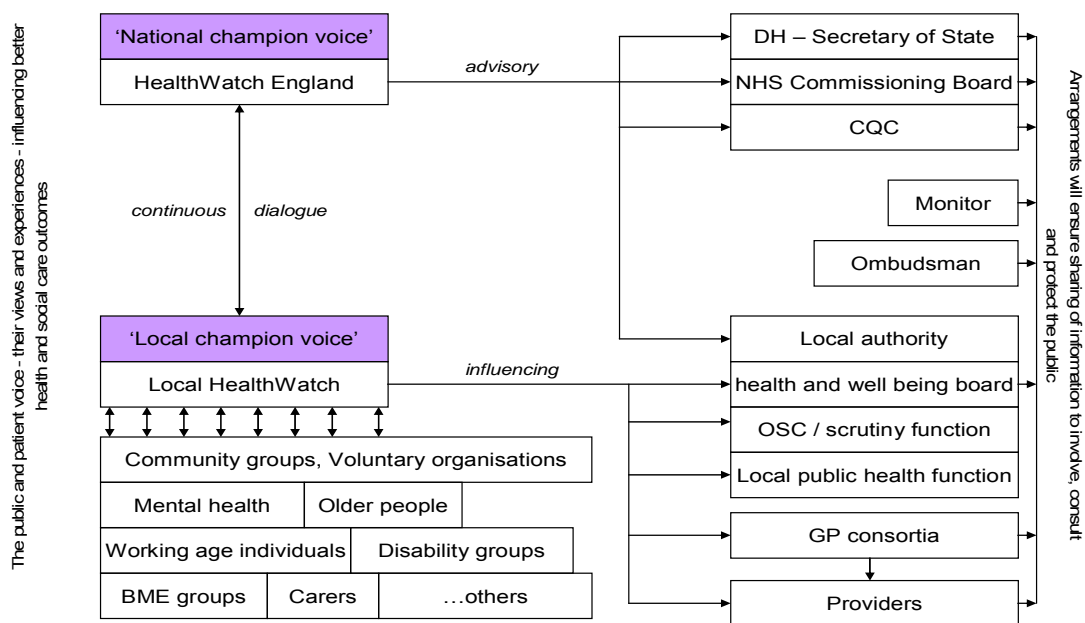 The public and patient voice - their views and experiences - influencing better
health and social care outcomes
‘National champion voice’
HealthWatch England
advisory
continuous
dialogue
‘Local champion voice’
Local HealthWatch
influencing
Community groups, Voluntary organisations
Mental health
Older people
Working age individuals
Disability groups
BME groups
Carers
…others
DH – Secretary of State
NHS Commissioning Board
CQC
Monitor
Ombudsman
Local authority
health and well being board
OSC / scrutiny function
Local public health function
GP consortia
Providers
Arrangements will ensure sharing of information to involve, consult
and protect the public